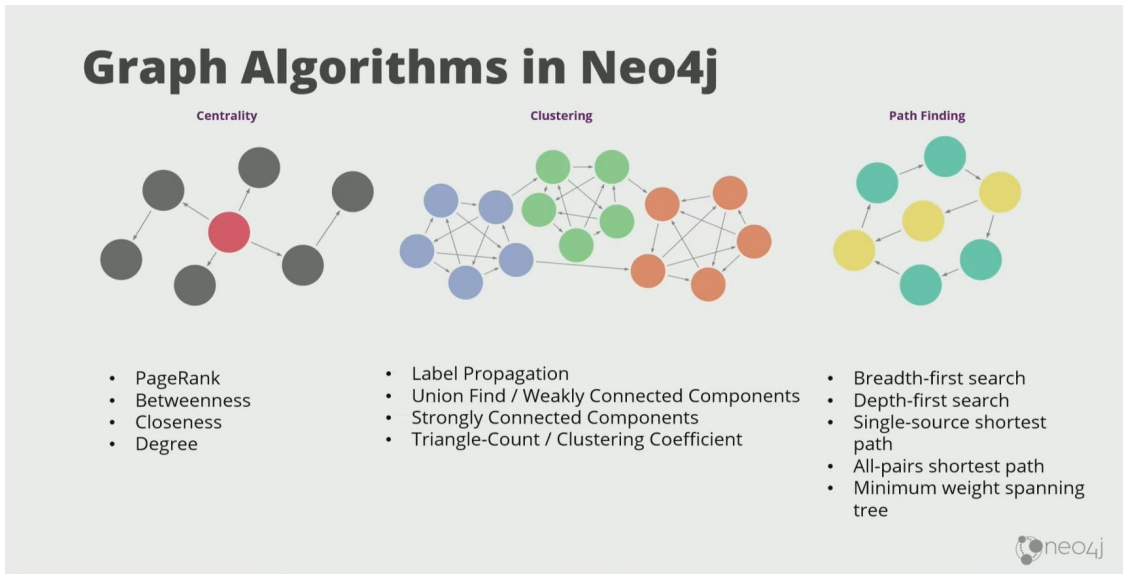 Graph Algorithms in Neo4j
Centrality
• PageRank
• Betweenness
• Closeness
• Degree
Clustering
• Label Propagation
• Union Find / Weakly Connected Components
• Strongly Connected Components
• Triangle-Count / Clustering Coefficient
Path Finding
• Breadth-first search
• Depth-first search
• Single-source shortest
path
• All-pairs shortest path
• Minimum weight spanning
tree
neo4j